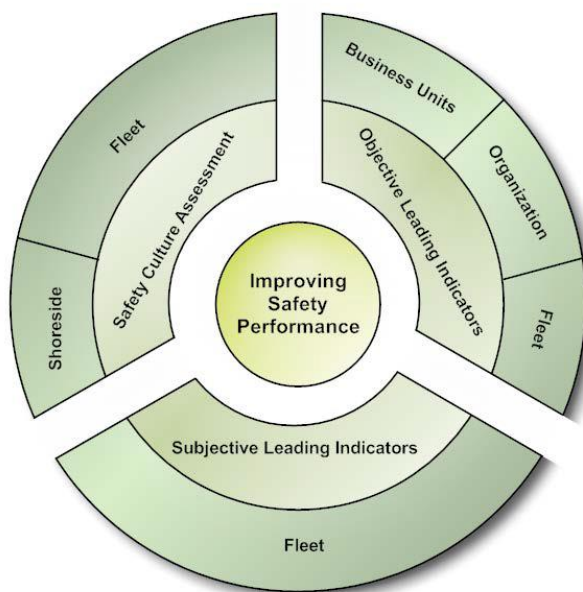 Fleet
Safety Culture Assessment
Shoreside
Business Units
Organization
Fleet
Objective Leading Indicators
Improving
Safety
Performance
Subjective Leading Indicators
Fleet